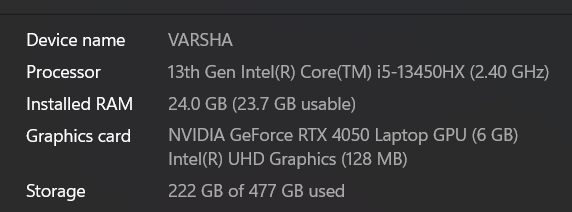 Device name VARSHA
Processor 13th Gen Intel(R) Core(TM) i5-13450HX (2.40 GHz)
Installed RAM 24.0 GB (23.7 GB usable)
Graphics card NVIDIA GeForce RTX 4050 Laptop GPU (6 GB)
Intel(R) UHD Graphics (128 MB)
Storage 222 GB of 477 GB used